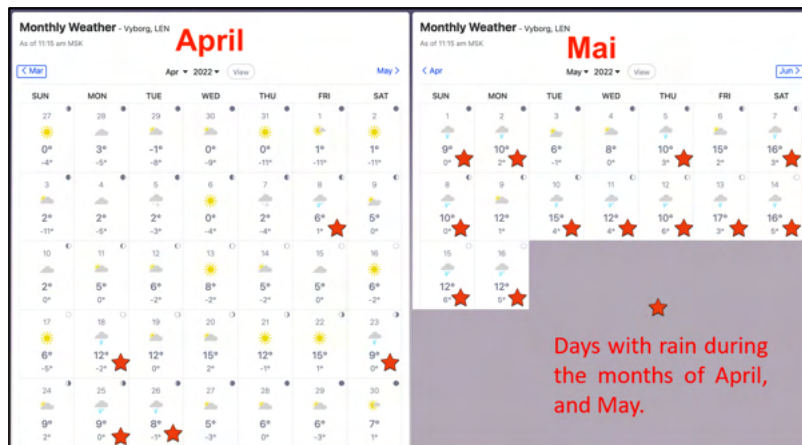 Monthly Weather - Vyborg, LEN
As of 11:15 am MSK
April
< Mar Apr 2022 View May >
SUN MON TUE WED THU FRI SAT
27 28 29 30 31 1 2
0° 3° -1° 0° 0° 1° 1°
-4° -5° -8° -9° -11° -11° -11°
3 4 5 6 7 8 9
2° 2° 2° 0° 2° 6° 5°
-11° -5° -3° -4° -4° 1° 0°
10 11 12 13 14 15 16
2° 5° 6° 8° 5° 5° 6°
0° 0° -2° -2° 0° 0° -2°
17 18 19 20 21 22 23
6° 12° 12° 15° 12° 15° 9°
-5° -2° 0° 2° -1° 1° 0°
24 25 26 27 28 29 30
9° 9° 8° 5° 6° 6° 7°
2° 0° -1° -3° 0° -3° 1°
Monthly Weather - Vyborg, LEN
As of 11:15 am MSK
Mai
< Apr May 2022 View Jun >
SUN MON TUE WED THU FRI SAT
1 2 3 4 5 6 7
9° 10° 6° 8° 10° 15° 16°
0° 2° -1° 0° 3° 2° 3°
8 9 10 11 12 13 14
10° 12° 15° 12° 10° 17° 16°
0° 1° 4° 4° 6° 3° 5°
15 16
12° 12°
6° 5°
Days with rain during
the months of April,
and May.